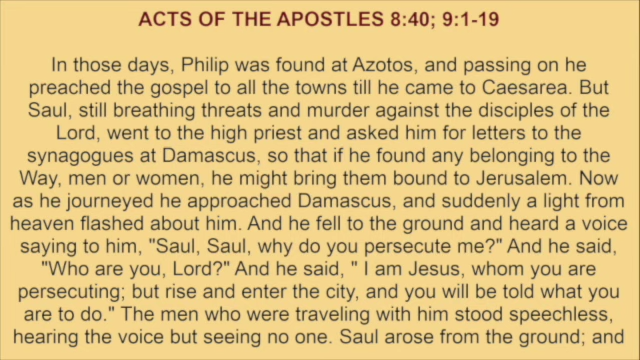 ACTS OF THE APOSTLES 8:40; 9:1-19
In those days, Philip was found at Azotos, and passing on he
preached the gospel to all the towns till he came to Caesarea. But
Saul, still breathing threats and murder against the disciples of the
Lord, went to the high priest and asked him for letters to the
synagogues at Damascus, so that if he found any belonging to the
Way, men or women, he might bring them bound to Jerusalem. Now
as he journeyed he approached Damascus, and suddenly a light from
heaven flashed about him. And he fell to the ground and heard a voice
saying to him, "Saul, Saul, why do you persecute me?" And he said,
"Who are you, Lord?" And he said, " I am Jesus, whom you are
persecuting; but rise and enter the city, and you will be told what you
are to do." The men who were traveling with him stood speechless,
hearing the voice but seeing no one. Saul arose from the ground; and